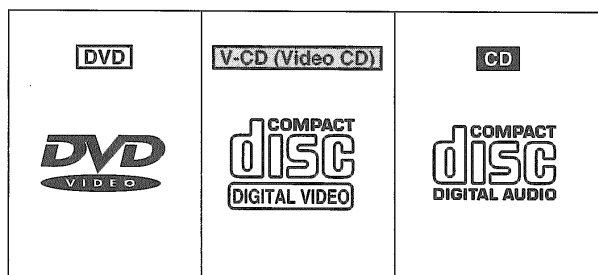 DVD
DVD
VIDEO
V-CD (Video CD)
COMPACT
disc
DIGITAL VIDEO
CD
COMPACT
disc
DIGITAL AUDIO